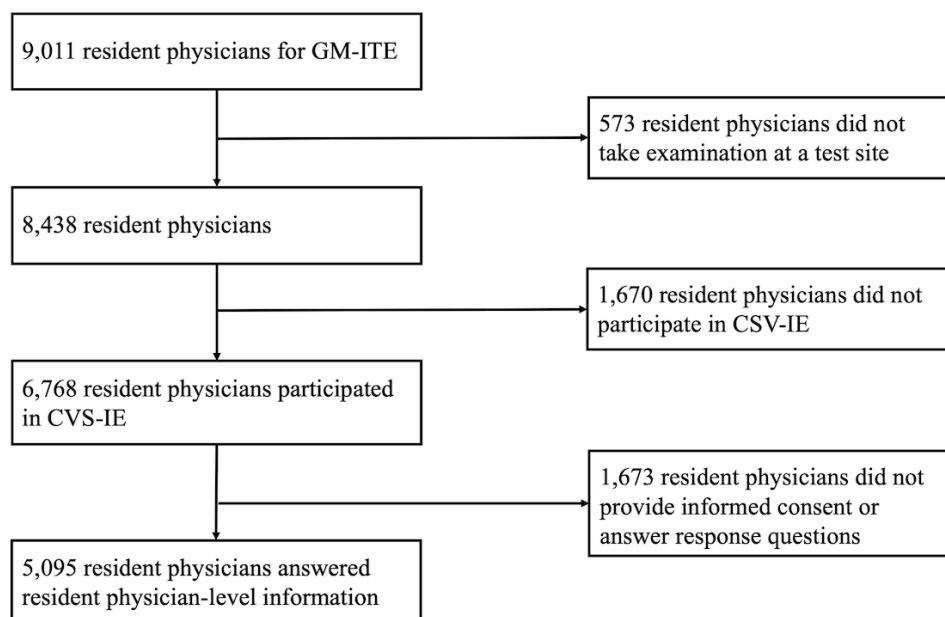 9,011 resident physicians for GM-ITE
573 resident physicians did not
take examination at a test site
8,438 resident physicians
1,670 resident physicians did not
participate in CSV-IE
6,768 resident physicians participated
in CVS-IE
1,673 resident physicians did not
provide informed consent or
answer response questions
5,095 resident physicians answered
resident physician-level information